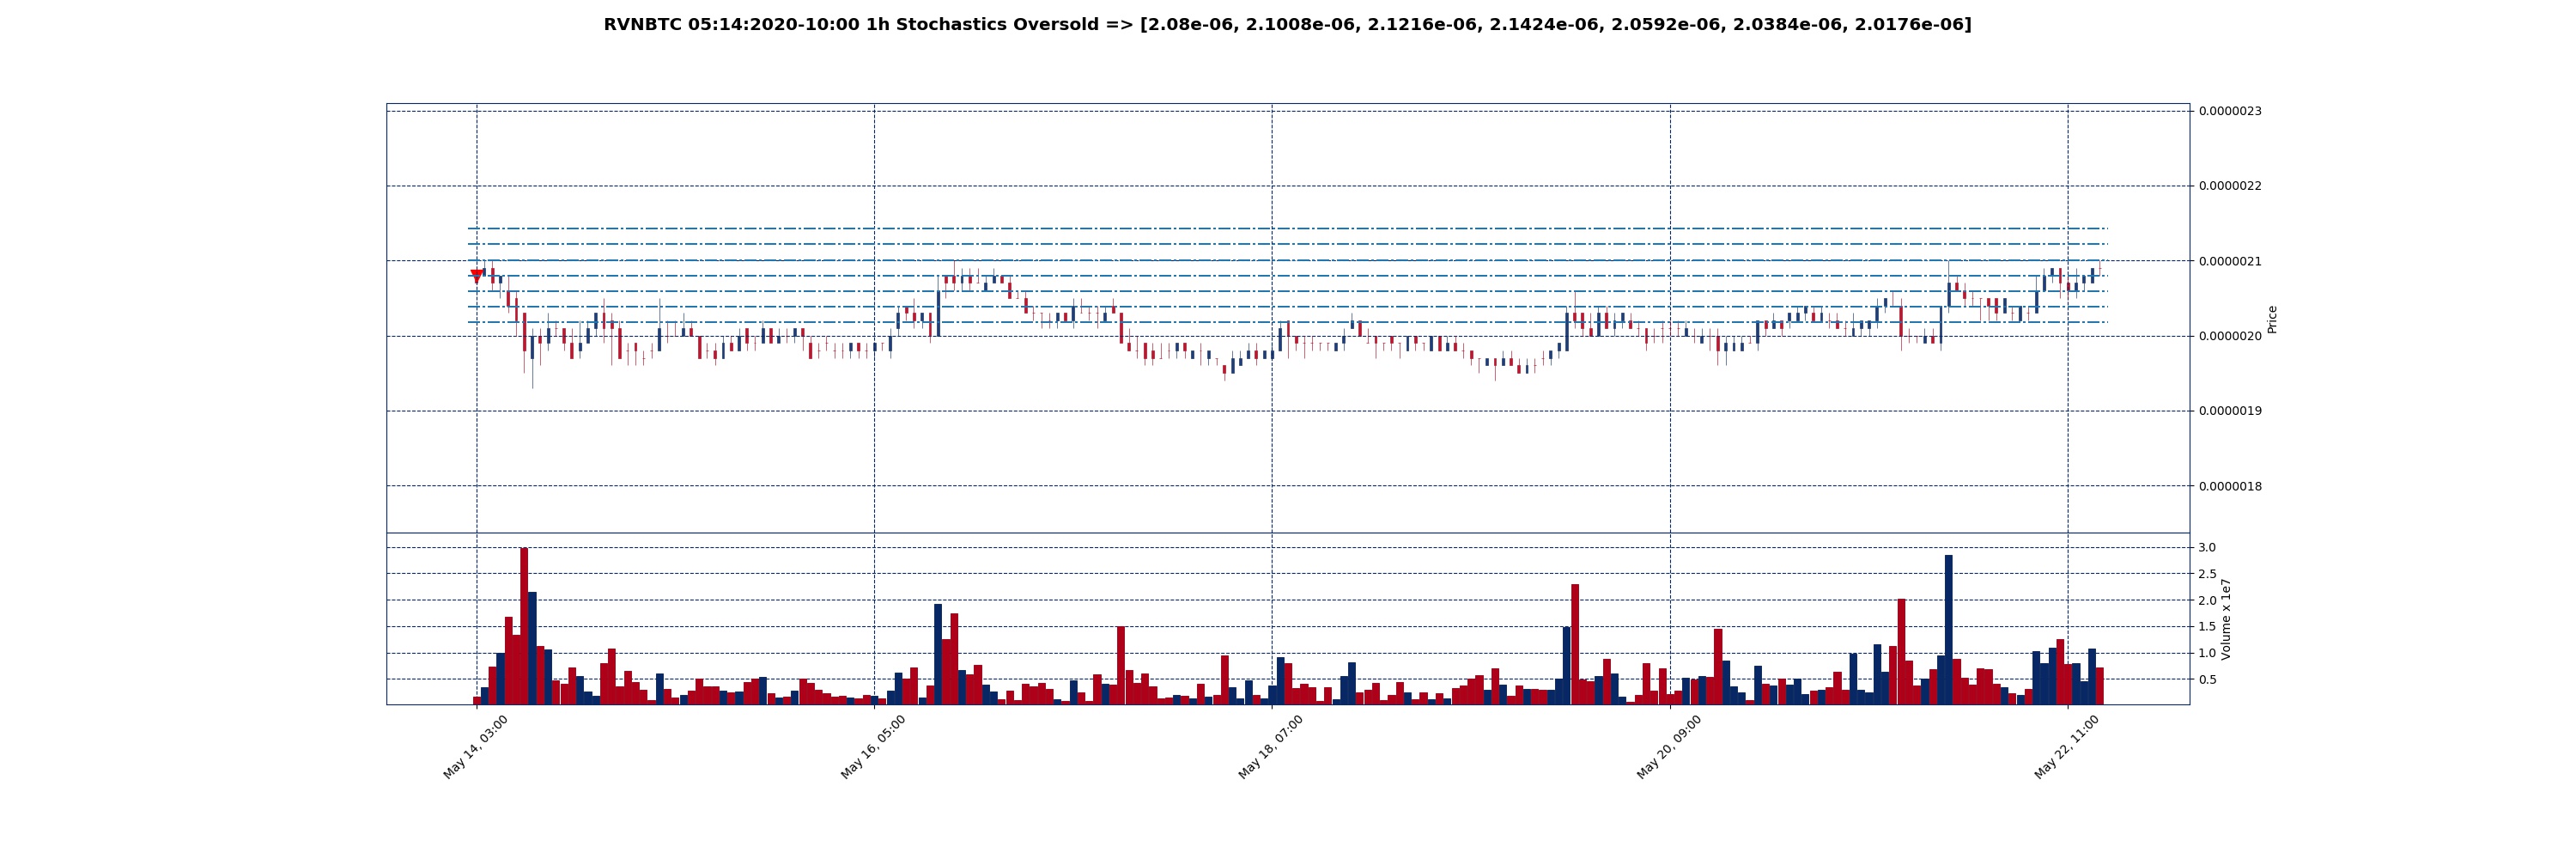 RVNBTC 05:14:2020-10:00 1h Stochastics Oversold => [2.08e-06, 2.1008e-06, 2.1216e-06, 2.1424e-06, 2.0592e-06, 2.0384e-06, 2.0176e-06]
0.0000023
0.0000022
0.0000021
0.0000020
0.0000019
0.0000018
Price
3.0
2.5
2.0
1.5
1.0
0.5
Volume x 1e7
May 14, 03:00
May 16, 05:00
May 18, 07:00
May 20, 09:00
May 22, 11:00